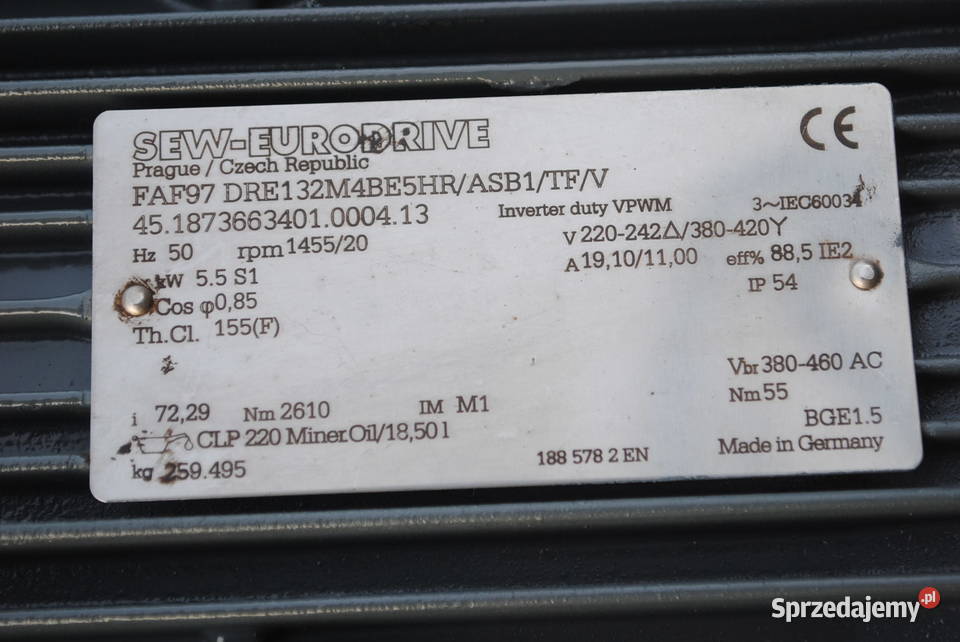 SEW-EURODRIVE
CE
Prague / Czech Republic
FAF97 DRE132M4BE5HR/ASB1/TF/V
45.1873663401.0004.13 Inverter duty VPWM 3~IEC60034
Hz 50 rpm 1455/20 V 220-242Δ/380-420Y
kW 5.5 S1 A 19,10/11,00 eff% 88,5 IE2
Cos φ 0,85 IP 54
Th.Cl. 155(F)
Vbr 380-460 AC
i 72,29 Nm 2610 IM M1 Nm 55
CLP 220 Miner.Oil/18,50 l BGE1.5
kg 259.495 188 578 2 EN Made in Germany
Sprzedajemy.pl